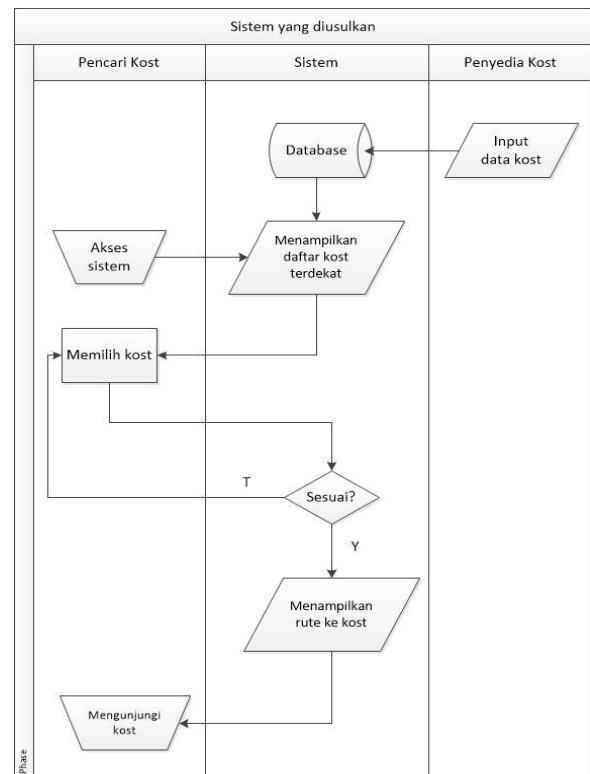 Sistem yang diusulkan
Pencari Kost
Sistem
Penyedia Kost
Database
Input
data kost
Akses
sistem
Menampilkan
daftar kost
terdekat
Memilih kost
T
Sesuai?
Y
Menampilkan
rute ke kost
Mengunjungi
kost
Phase